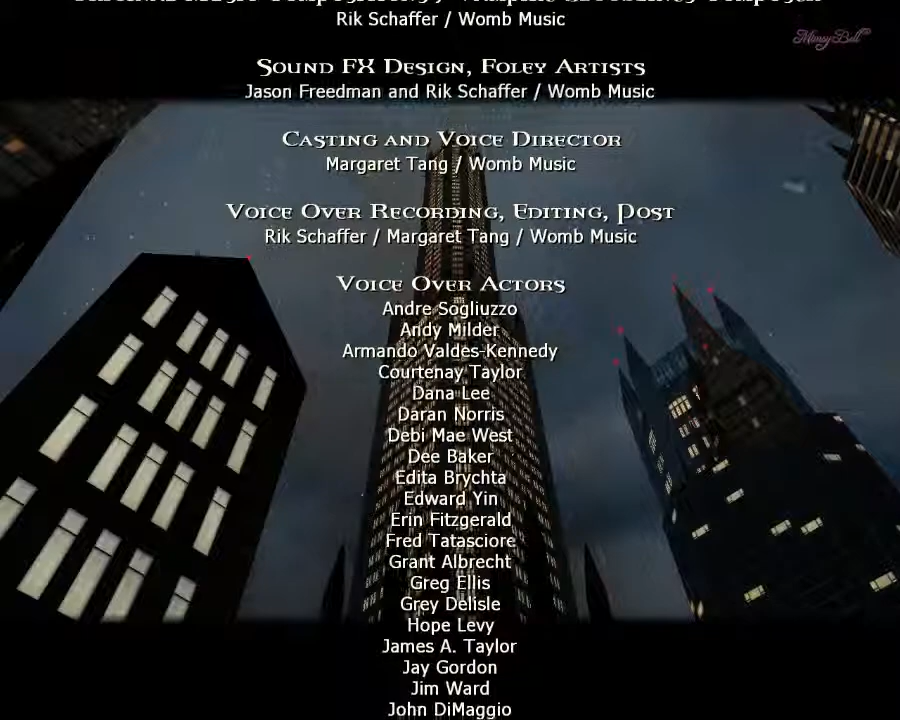 Rik Schaffer / Womb Music
MimsyBell
Sound FX Design, Foley Artists
Jason Freedman and Rik Schaffer / Womb Music
Casting and Voice Director
Margaret Tang / Womb Music
Voice Over Recording, Editing, Post
Rik Schaffer / Margaret Tang / Womb Music
Voice Over Actors
Andre Sogliuzzo
Andy Milder
Armando Valdes-Kennedy
Courtenay Taylor
Dana Lee
Daran Norris
Debi Mae West
Dee Baker
Edita Brychta
Edward Yin
Erin Fitzgerald
Fred Tatasciore
Grant Albrecht
Greg Ellis
Grey Delisle
Hope Levy
James A. Taylor
Jay Gordon
Jim Ward
John DiMaggio